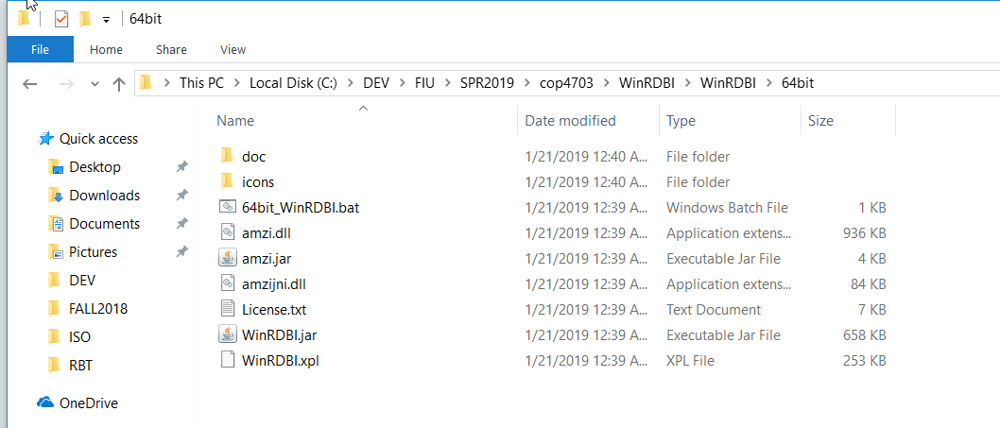 64bit
File Home Share View
This PC > Local Disk (C:) > DEV > FIU > SPR2019 > cop4703 > WinRDBI > WinRDBI > 64bit
Name Date modified Type Size
Quick access
Desktop
Downloads
Documents
Pictures
DEV
FALL2018
ISO
RBT
OneDrive
doc 1/21/2019 12:40 A... File folder
icons 1/21/2019 12:40 A... File folder
64bit_WinRDBI.bat 1/21/2019 12:39 A... Windows Batch File 1 KB
amzi.dll 1/21/2019 12:39 A... Application extens... 936 KB
amzi.jar 1/21/2019 12:39 A... Executable Jar File 4 KB
amzijni.dll 1/21/2019 12:39 A... Application extens... 84 KB
License.txt 1/21/2019 12:39 A... Text Document 7 KB
WinRDBI.jar 1/21/2019 12:39 A... Executable Jar File 658 KB
WinRDBI.xpl 1/21/2019 12:39 A... XPL File 253 KB